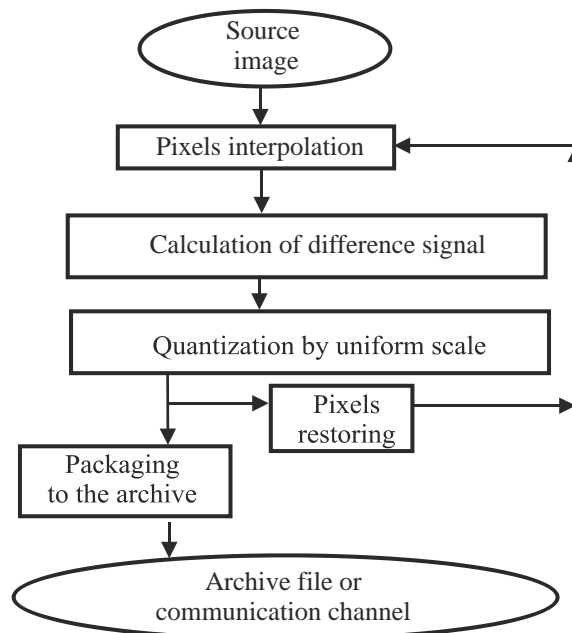 Source
image
Pixels interpolation
Calculation of difference signal
Quantization by uniform scale
Pixels
restoring
Packaging
to the archive
Archive file or
communication channel